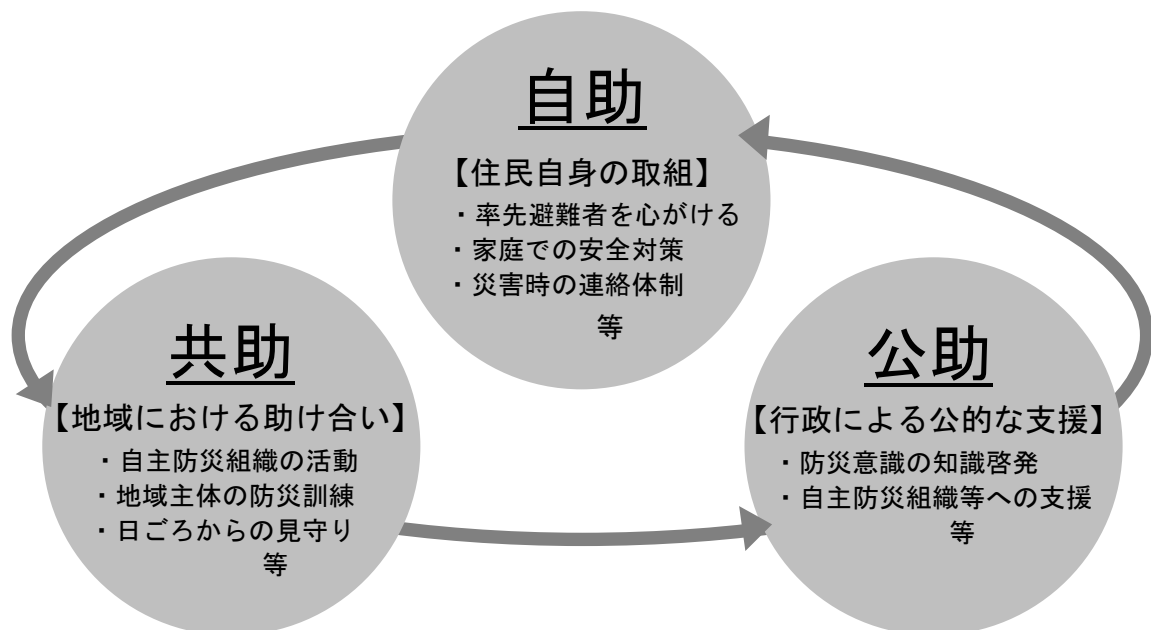 自助
【住民自身の取組】
・率先避難者を心がける
・家庭での安全対策
・災害時の連絡体制
等
共助
【地域における助け合い】
・自主防災組織の活動
・地域主体の防災訓練
・日ごろからの見守り
等
公助
【行政による公的な支援】
・防災意識の知識啓発
・自主防災組織等への支援
等